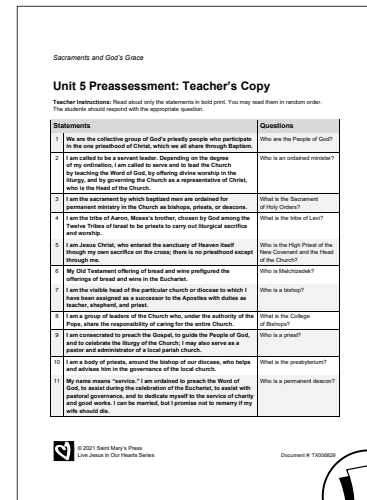 Sacraments and God's Grace
Unit 5 Preassessment: Teacher's Copy
Teacher Instructions: Read aloud only the statements in bold print. You may read them in random order.
The students should respond with the appropriate question.
Statements Questions
1 We are the collective group of God's priestly people who participate Who are the People of God?
in the one priesthood of Christ, which we all share through Baptism.
2 I am called to be a servant leader. Depending on the degree Who is an ordained minister?
of my ordination, I am called to serve and to lead the Church
by teaching the Word of God, by offering divine worship in the
liturgy, and by governing the Church as a representative of Christ,
who is the Head of the Church.
3 I am the sacrament by which baptized men are ordained for What is the Sacrament
permanent ministry in the Church as bishops, priests, or deacons. of Holy Orders?
4 I am the tribe of Aaron, Moses's brother, chosen by God among the What is the tribe of Levi?
Twelve Tribes of Israel to be priests to carry out liturgical sacrifice
and worship.
5 I am Jesus Christ, who entered the sanctuary of Heaven itself Who is the High Priest of the
though my own sacrifice on the cross; there is no priesthood except New Covenant and the Head
through me. of the Church?
6 My Old Testament offering of bread and wine prefigured the Who is Melchizedek?
offerings of bread and wine in the Eucharist.
7 I am the visible head of the particular church or diocese to which I Who is a bishop?
have been assigned as a successor to the Apostles with duties as
teacher, shepherd, and priest.
8 I am a group of leaders of the Church who, under the authority of the What is the College
Pope, share the responsibility of caring for the entire Church. of Bishops?
9 I am consecrated to preach the Gospel, to guide the People of God, Who is a priest?
and to celebrate the liturgy of the Church; I may also serve as a
pastor and administrator of a local parish church.
10 I am a body of priests, around the bishop of our diocese, who helps What is the presbyterium?
and advises him in the governance of the local church.
11 My name means "service." I am ordained to preach the Word of Who is a permanent deacon?
God, to assist during the celebration of the Eucharist, to assist with
pastoral governance, and to dedicate myself to the service of charity
and good works. I can be married, but I promise not to remarry if my
wife should die.
© 2021 Saint Mary's Press
Live Jesus in Our Hearts Series Document #: TX006829